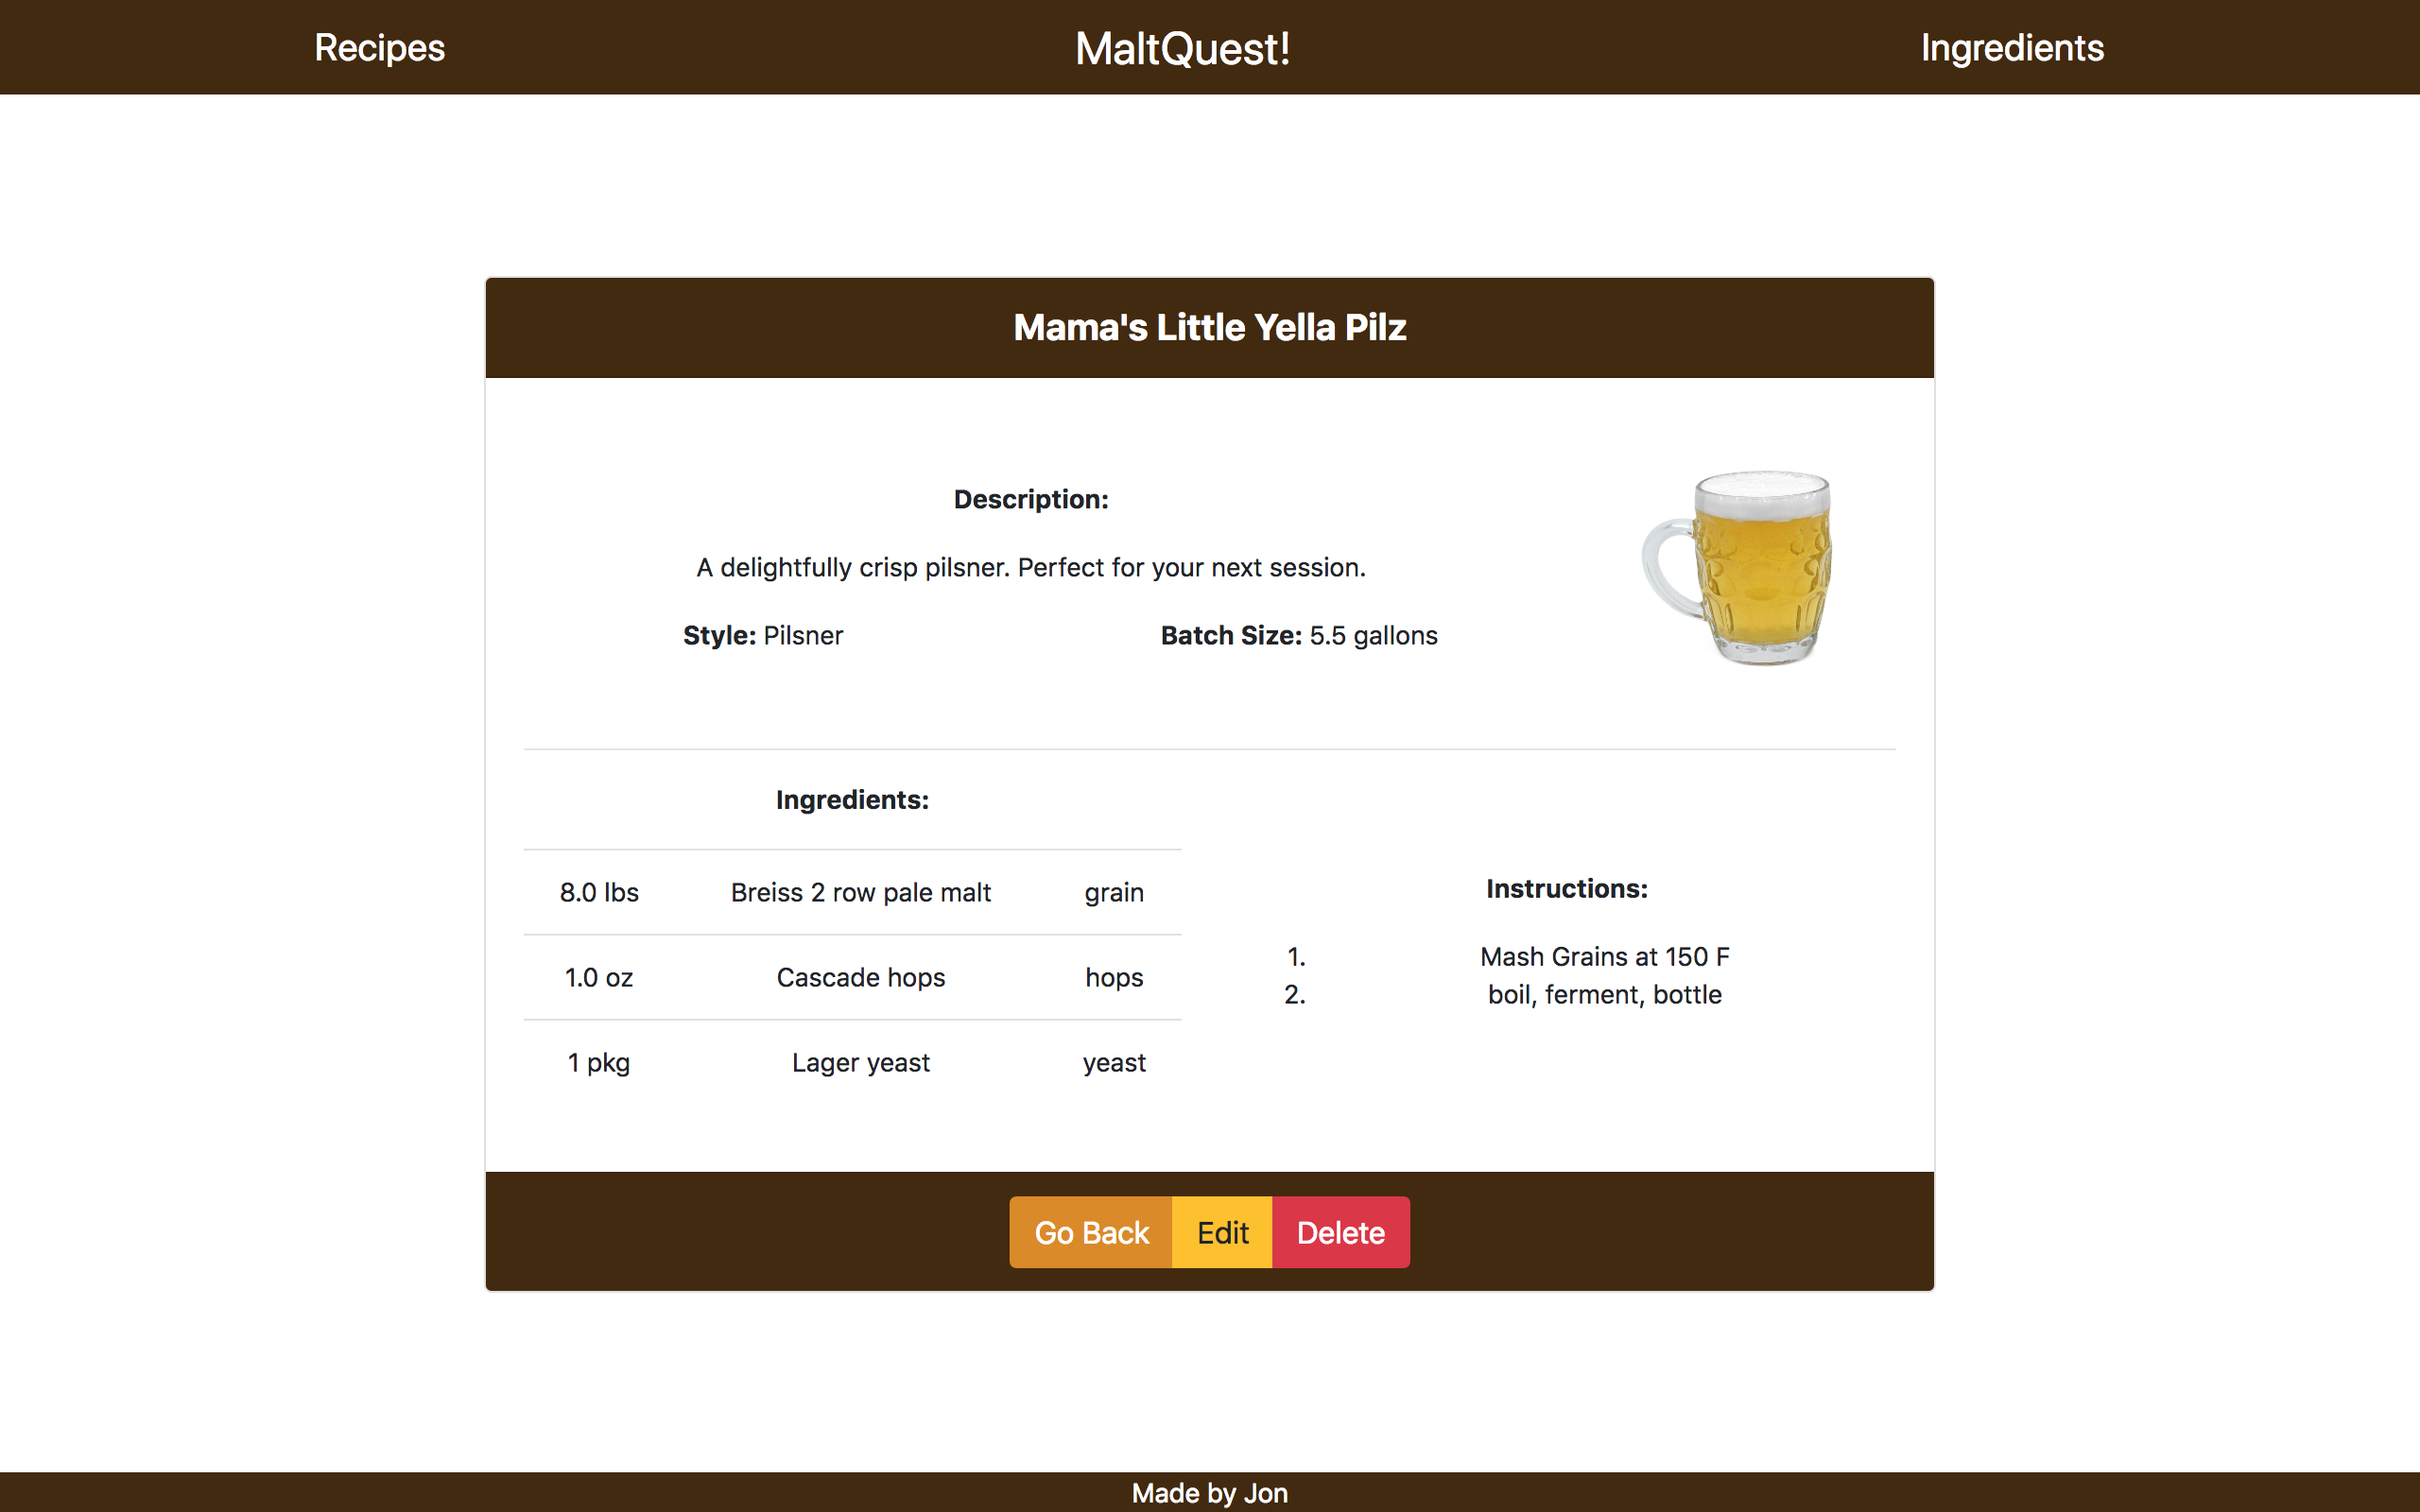 Recipes MaltQuest! Ingredients
Mama's Little Yella Pilz
Description:
A delightfully crisp pilsner. Perfect for your next session.
Style: Pilsner Batch Size: 5.5 gallons
Ingredients:
8.0 lbs Breiss 2 row pale malt grain
1.0 oz Cascade hops hops
1 pkg Lager yeast yeast
Instructions:
1. Mash Grains at 150 F
2. boil, ferment, bottle
Go Back Edit Delete
Made by Jon